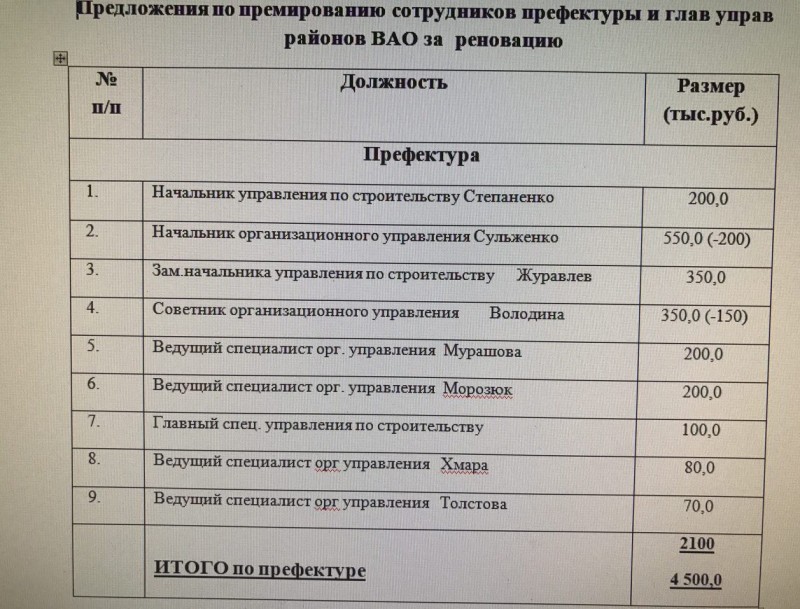 Предложения по премированию сотрудников префектуры и глав управ
районов ВАО за реновацию
№ п/п Должность Размер (тыс.руб.)
Префектура
1. Начальник управления по строительству Степаненко 200,0
2. Начальник организационного управления Сульженко 550,0 (-200)
3. Зам.начальника управления по строительству Журавлев 350,0
4. Советник организационного управления Володина 350,0 (-150)
5. Ведущий специалист орг. управления Мурашова 200,0
6. Ведущий специалист орг. управления Морозюк 200,0
7. Главный спец. управления по строительству 100,0
8. Ведущий специалист орг управления Хмара 80,0
9. Ведущий специалист орг управления Толстова 70,0
2100
ИТОГО по префектуре 4 500,0